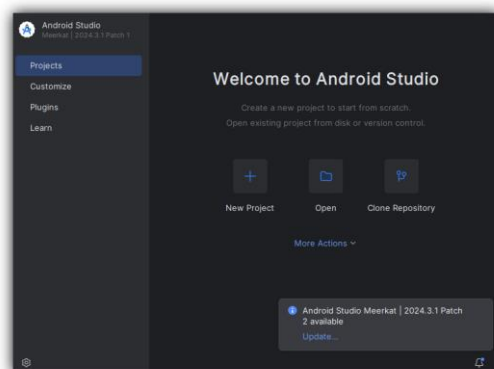 Android Studio
Meerkat | 2024.3.1 Patch 1
Projects
Customize
Plugins
Learn
Welcome to Android Studio
Create a new project to start from scratch.
Open existing project from disk or version control.
New Project
Open
Clone Repository
More Actions
Android Studio Meerkat | 2024.3.1 Patch
2 available
Update...